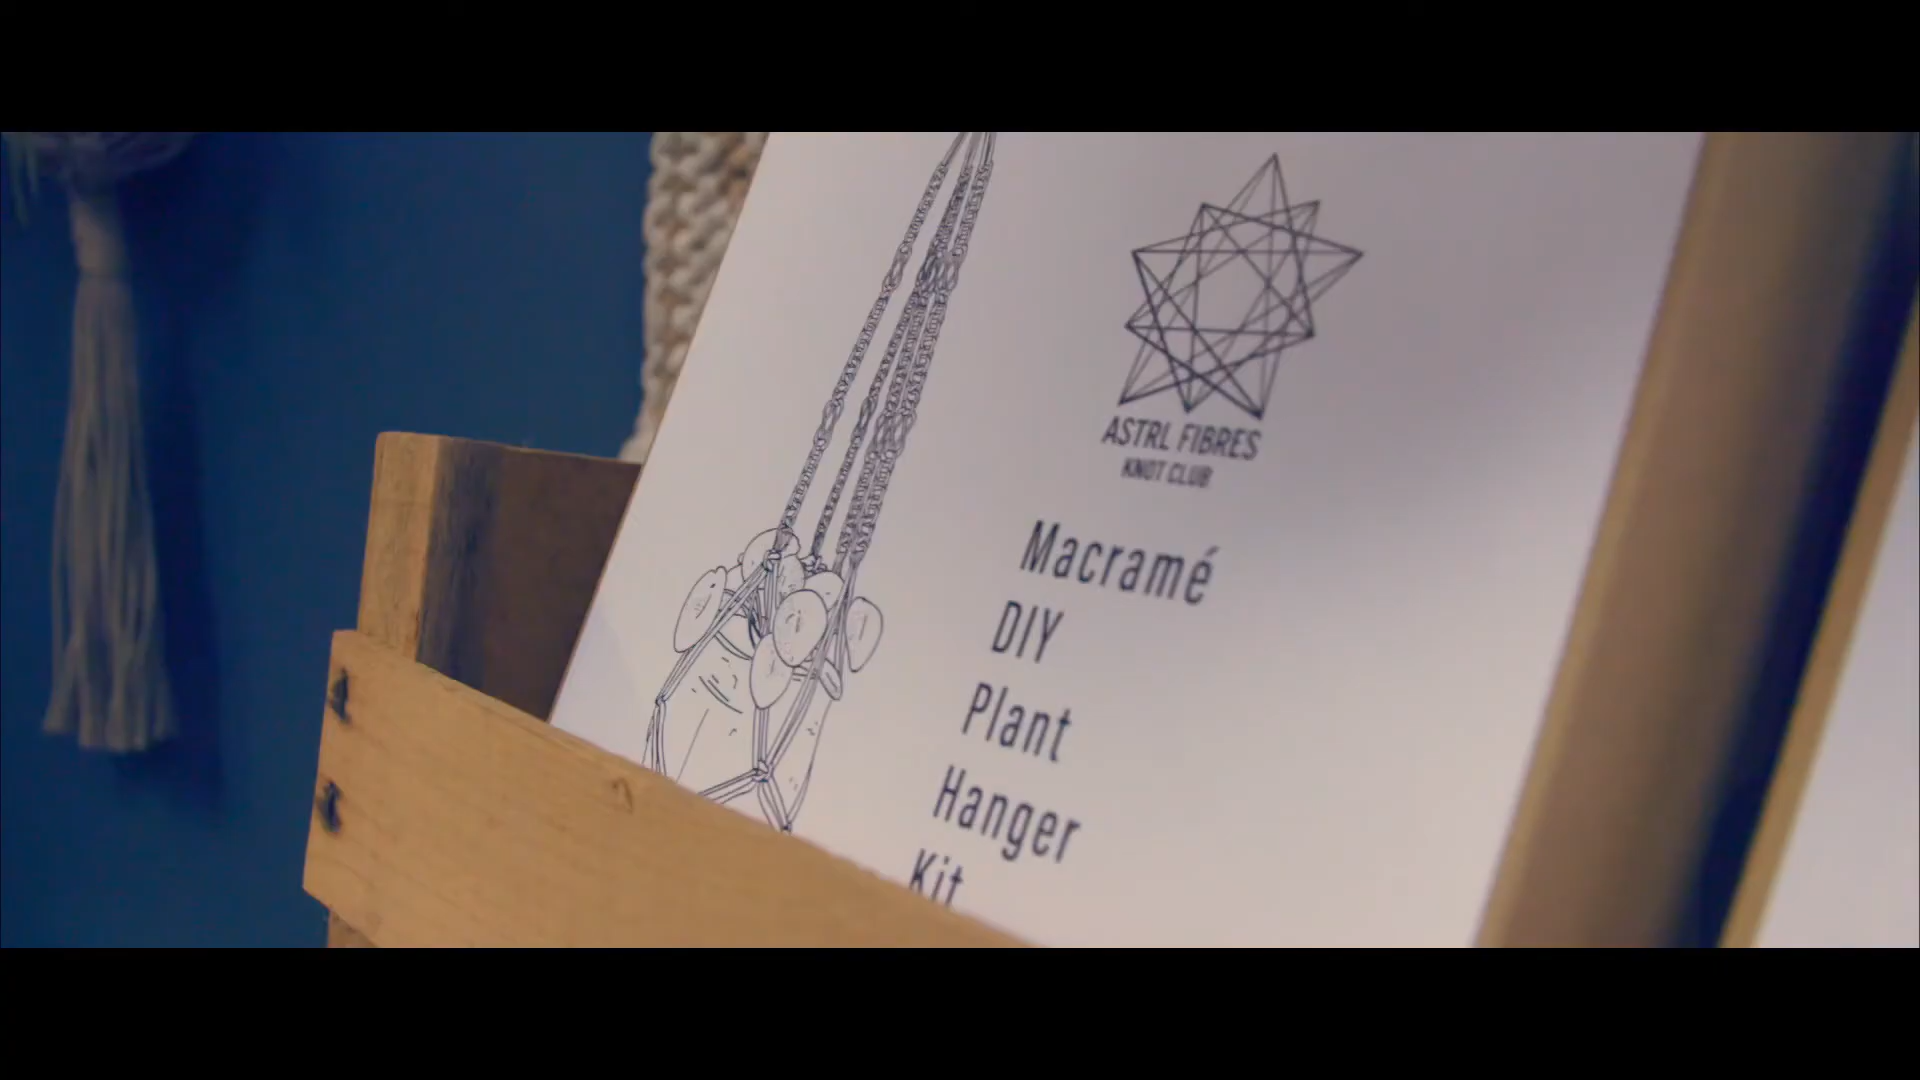 ASTRL FIBRES
KNOT CLUB
Macramé
DIY
Plant
Hanger
Kit